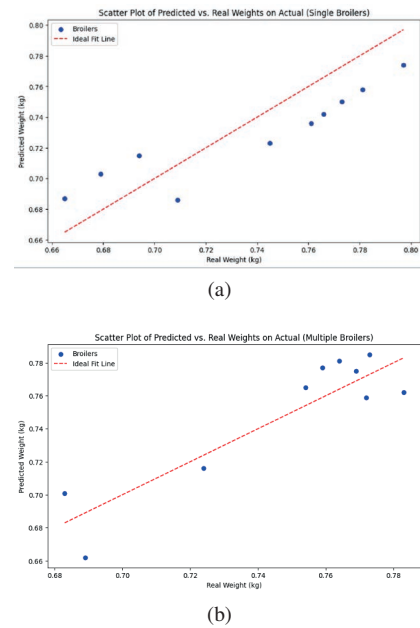 Scatter Plot of Predicted vs. Real Weights on Actual (Single Broilers)
Broilers
Ideal Fit Line
0.80
0.78
0.76
0.74
0.72
0.70
0.68
0.66
Predicted Weight (kg)
0.66 0.68 0.70 0.72 0.74 0.76 0.78 0.80
Real Weight (kg)
(a)
Scatter Plot of Predicted vs. Real Weights on Actual (Multiple Broilers)
Broilers
Ideal Fit Line
0.78
0.76
0.74
0.72
0.70
0.68
0.66
Predicted Weight (kg)
0.68 0.70 0.72 0.74 0.76 0.78
Real Weight (kg)
(b)